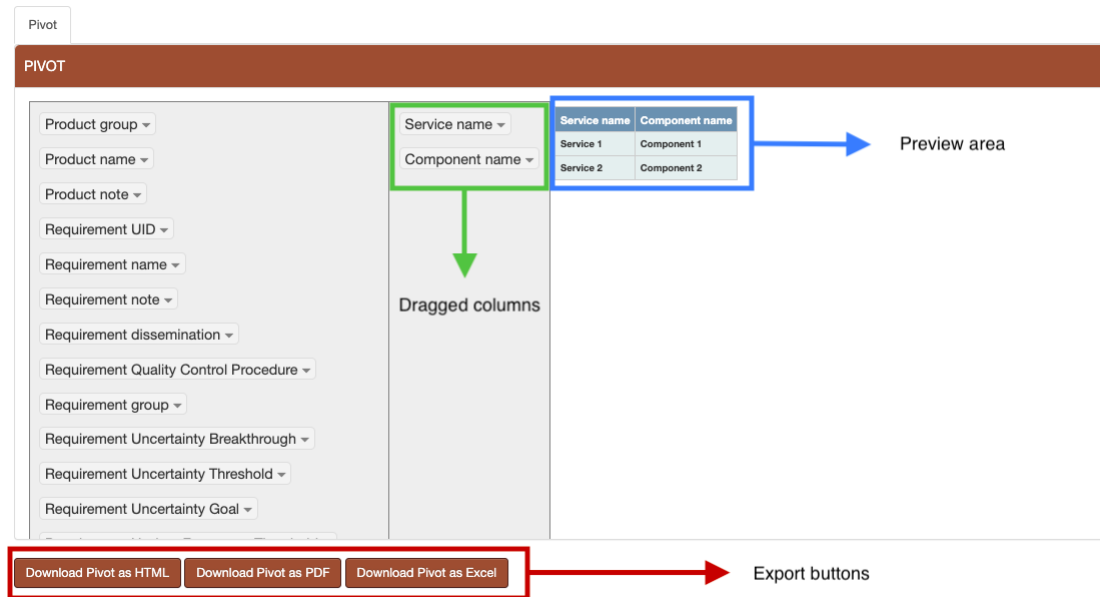 Pivot
PIVOT
Product group
Product name
Product note
Requirement UID
Requirement name
Requirement note
Requirement dissemination
Requirement Quality Control Procedure
Requirement group
Requirement Uncertainty Breakthrough
Requirement Uncertainty Threshold
Requirement Uncertainty Goal
Service name
Component name
Dragged columns
Service name Component name
Service 1 Component 1
Service 2 Component 2
Preview area
Download Pivot as HTML Download Pivot as PDF Download Pivot as Excel
Export buttons